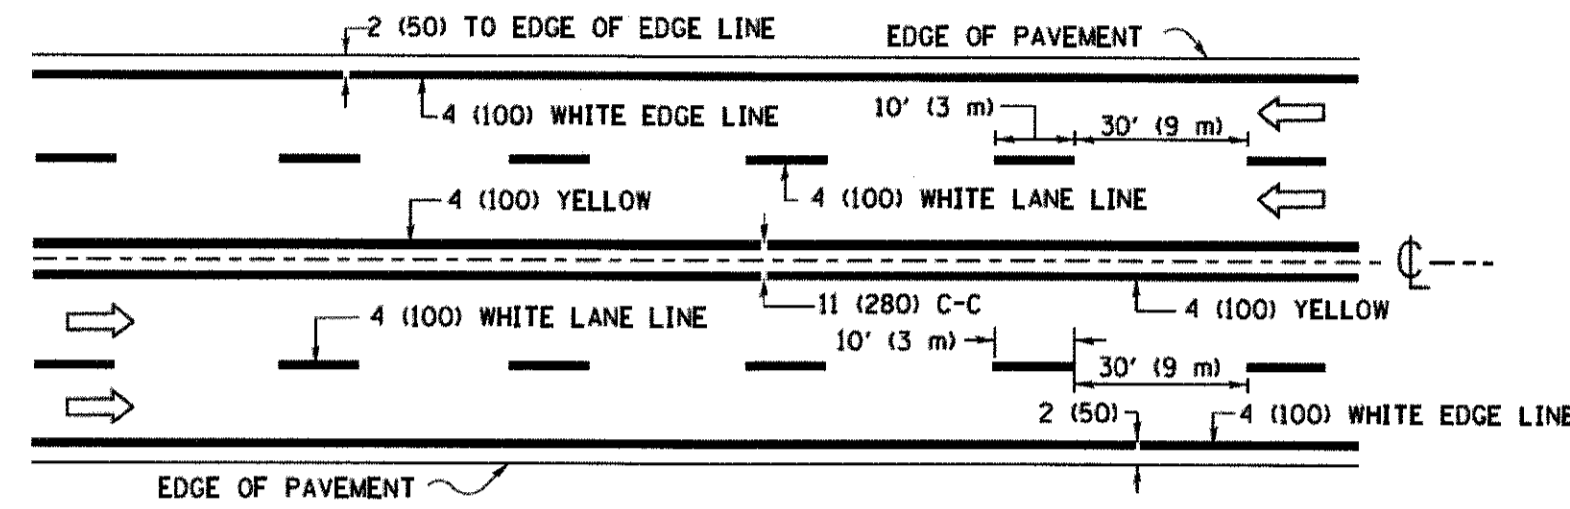 2 (50) TO EDGE OF EDGE LINE
EDGE OF PAVEMENT
4 (100) WHITE EDGE LINE
10' (3 m)
30' (9 m)
4 (100) YELLOW
4 (100) WHITE LANE LINE
11 (280) C-C
4 (100) YELLOW
4 (100) WHITE LANE LINE
10' (3 m)
30' (9 m)
2 (50)
4 (100) WHITE EDGE LINE
EDGE OF PAVEMENT